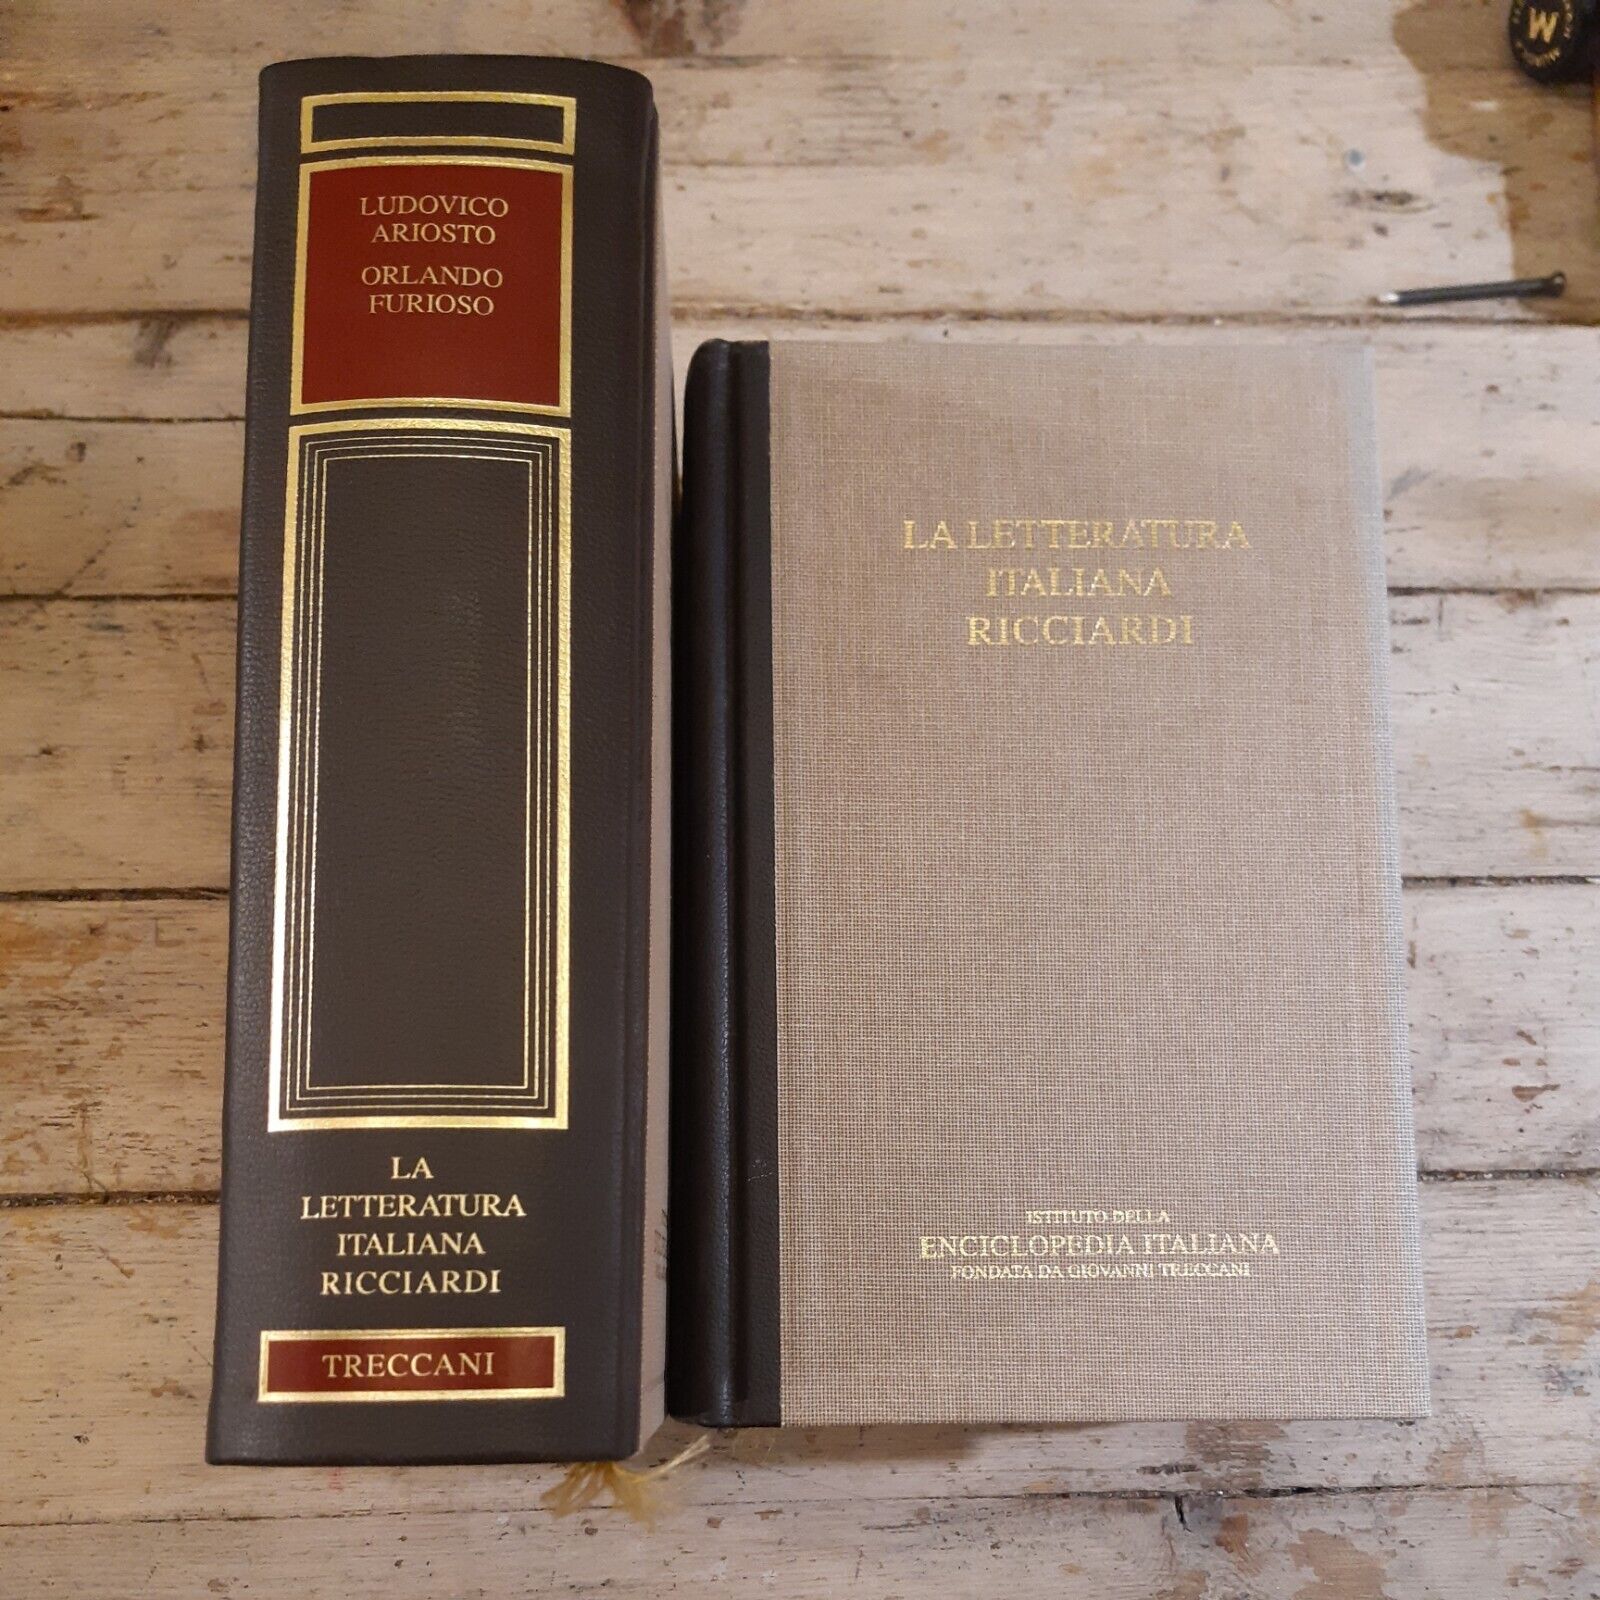 LUDOVICO
ARIOSTO
ORLANDO
FURIOSO
LA
LETTERATURA
ITALIANA
RICCIARDI
TRECCANI
LA LETTERATURA
ITALIANA
RICCIARDI
ISTITUTO DELLA
ENCICLOPEDIA ITALIANA
FONDATA DA GIOVANNI TRECCANI
W